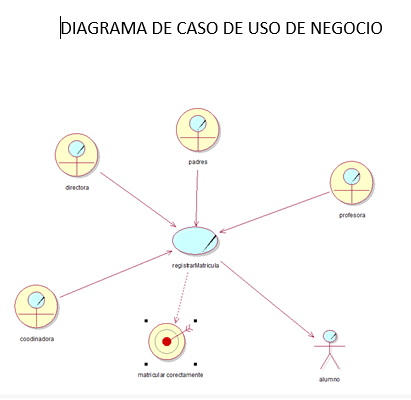 DIAGRAMA DE CASO DE USO DE NEGOCIO
padres
directora
profesora
registrarMatricula
coodinadora
matricular corectamente
alumno